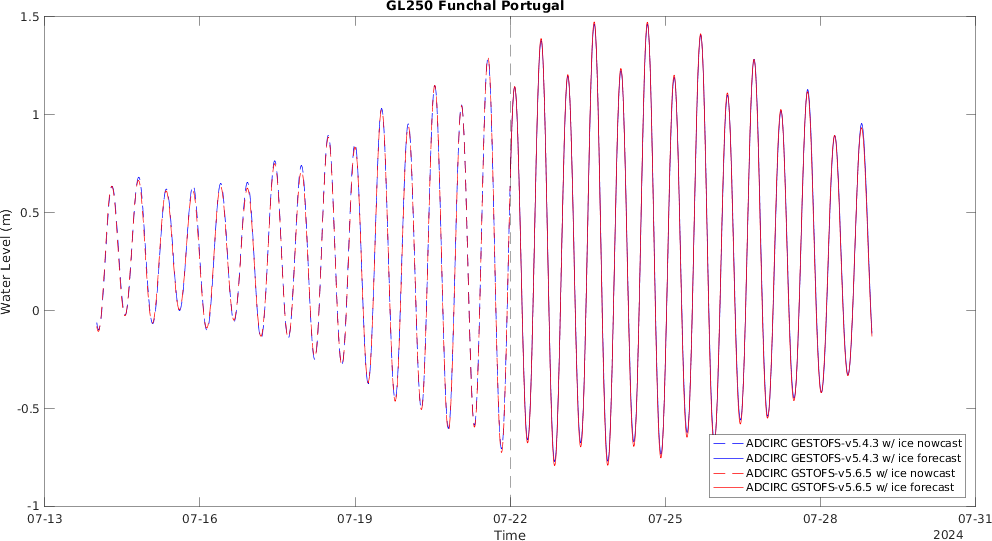 GL250 Funchal Portugal
1.5
1
0.5
0
-0.5
-1
Water Level (m)
ADCIRC GESTOFS-v5.4.3 w/ ice nowcast
ADCIRC GESTOFS-v5.4.3 w/ ice forecast
ADCIRC GSTOFS-v5.6.5 w/ ice nowcast
ADCIRC GSTOFS-v5.6.5 w/ ice forecast
07-13 07-16 07-19 07-22 07-25 07-28 07-31
Time
2024